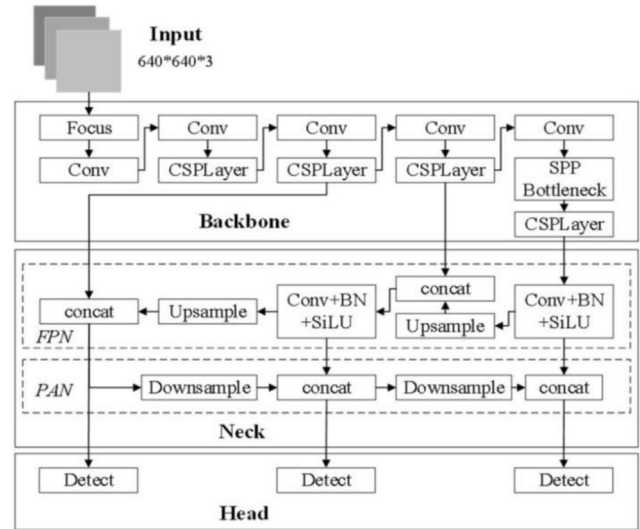 Input
640*640*3
Focus
Conv
Conv
Conv
Conv
Conv
CSPLayer
CSPLayer
CSPLayer
SPP
Bottleneck
CSPLayer
Backbone
concat
Upsample
Conv+BN
+SiLU
concat
Upsample
Conv+BN
+SiLU
FPN
PAN
Downsample
concat
Downsample
concat
Neck
Detect
Detect
Detect
Head